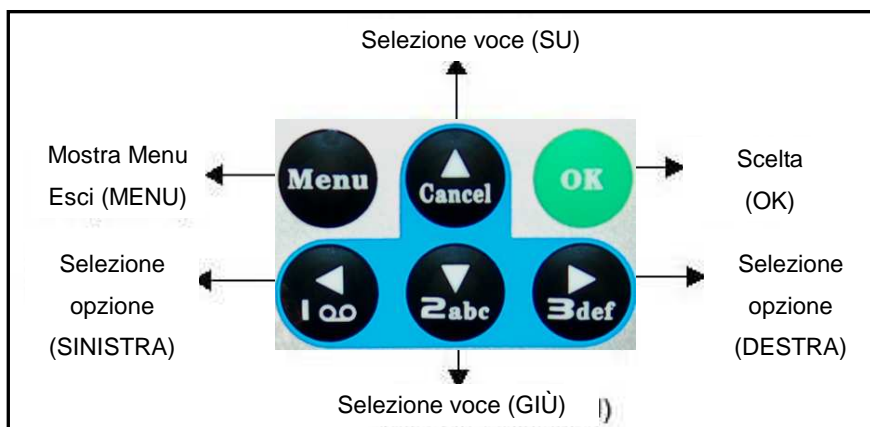 Selezione voce (SU)
Mostra Menu
Esci (MENU)
Menu
Cancel
OK
Scelta
(OK)
Selezione
opzione
(SINISTRA)
1
2abc
3def
Selezione
opzione
(DESTRA)
Selezione voce (GIÙ)